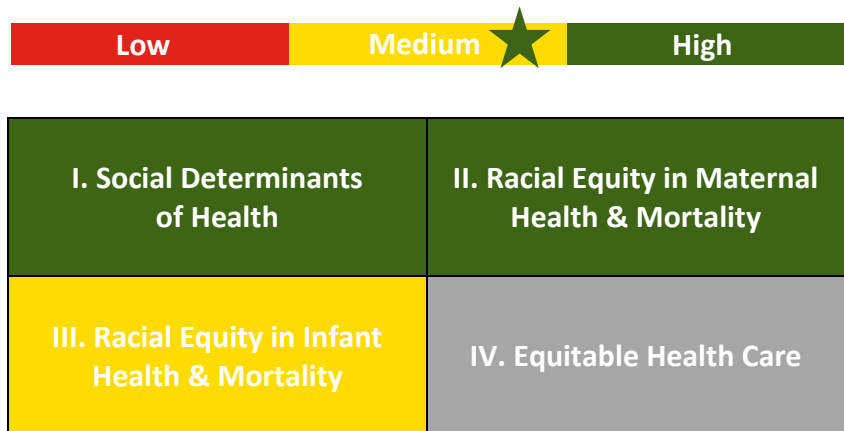 Low Medium High
I. Social Determinants
of Health
II. Racial Equity in Maternal
Health & Mortality
III. Racial Equity in Infant
Health & Mortality
IV. Equitable Health Care